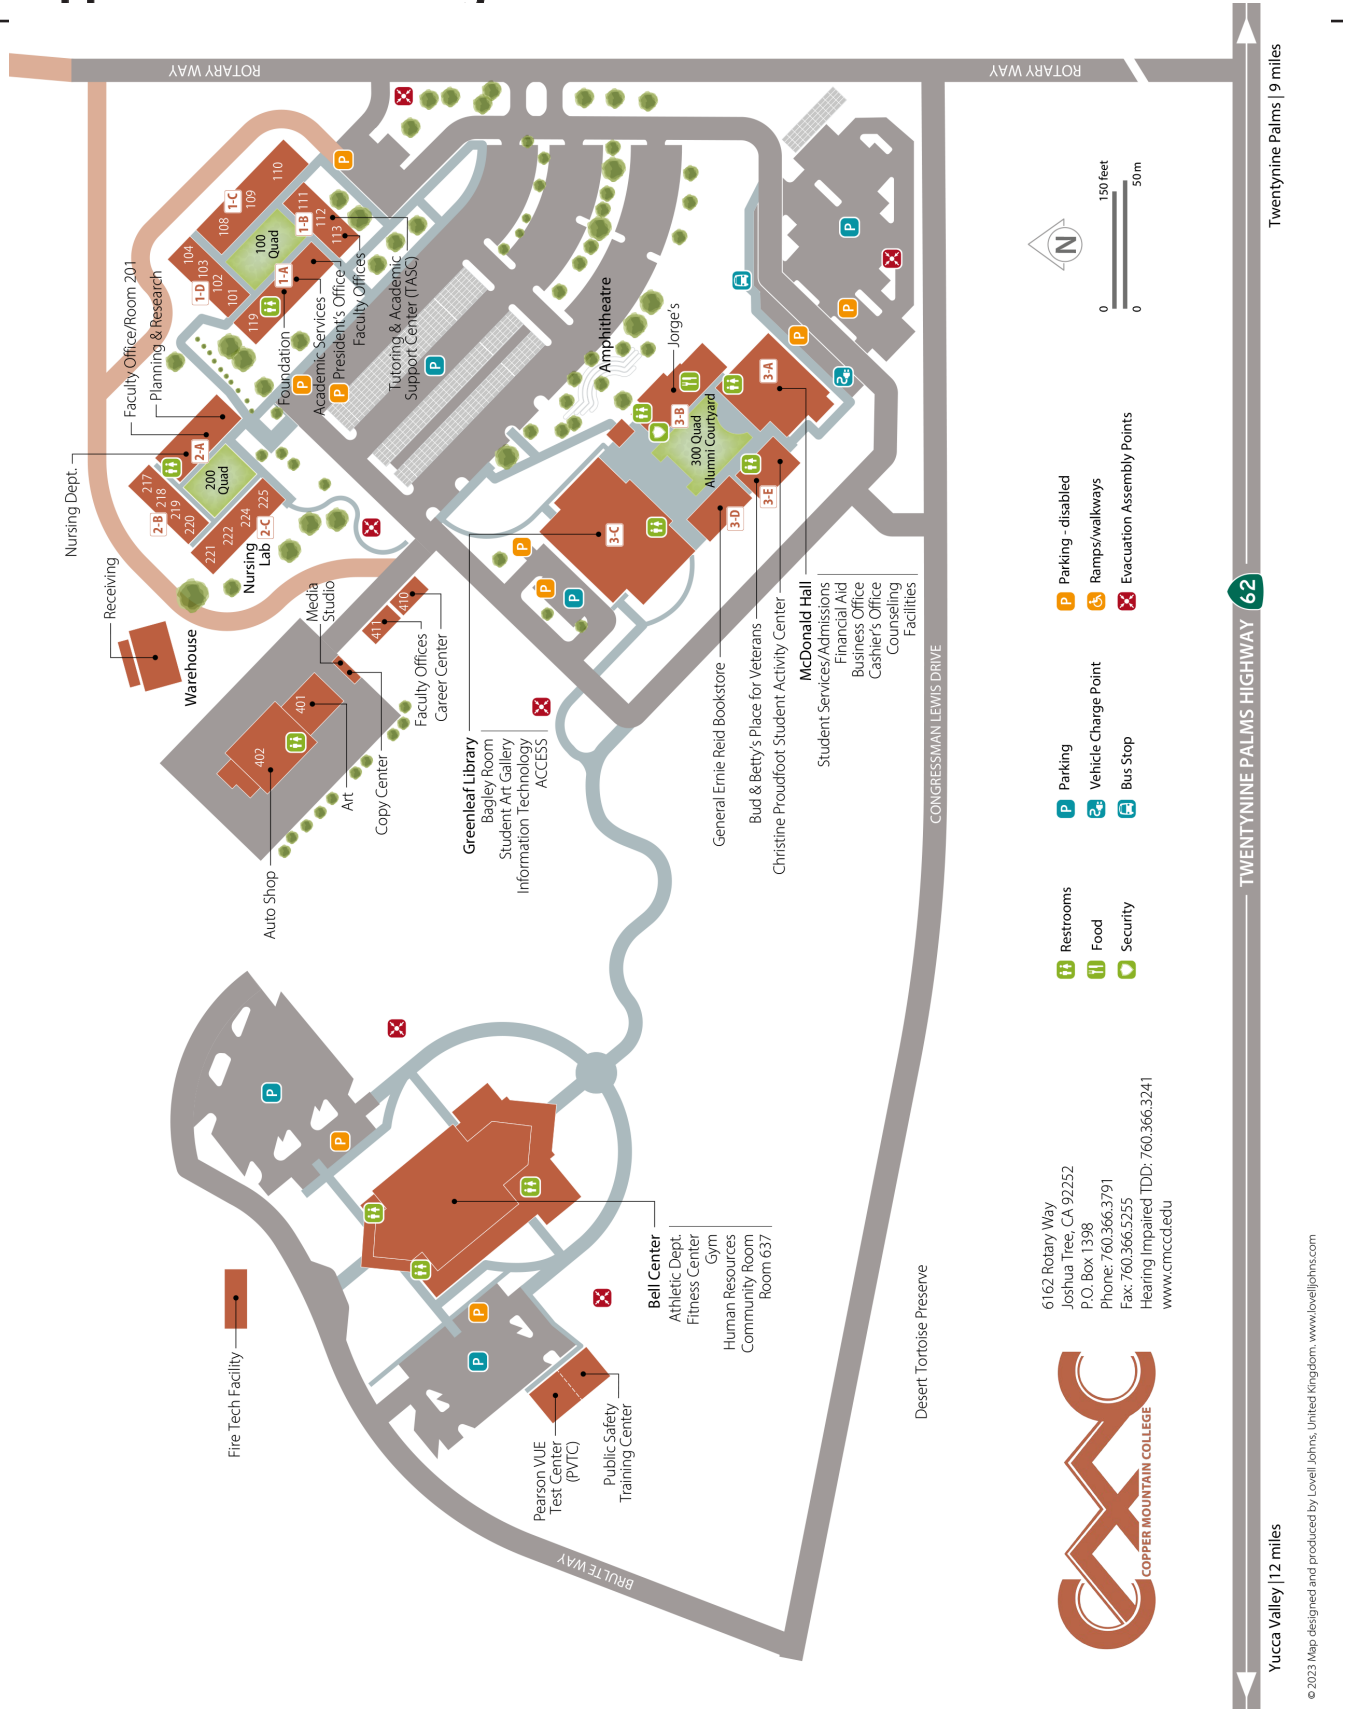 ROTARY WAY
ROTARY WAY
TWENTYNINE PALMS HIGHWAY
62
Twentynine Palms | 9 miles
Yucca Valley | 12 miles
CONGRESSMAN LEWIS DRIVE
BRULTE WAY
Desert Tortoise Preserve
Nursing Dept.
Faculty Office/Room 201
Planning & Research
Receiving
Warehouse
100
Quad
1-A
1-B
1-C
1-D
101
102
103
104
108
109
110
111
112
113
119
Foundation
Academic Services
President's Office
Faculty Offices
Tutoring & Academic
Support Center (TASC)
200
Quad
2-A
2-B
2-C
217
218
219
220
221
222
224
225
Nursing
Lab
Media
Studio
410
411
Faculty Offices
Career Center
401
402
Art
Copy Center
Auto Shop
Amphitheatre
Jorge's
300 Quad
Alumni Courtyard
3-A
3-B
3-C
3-D
3-E
Greenleaf Library
Bagley Room
Student Art Gallery
Information Technology
ACCESS
General Ernie Reid Bookstore
Bud & Betty's Place for Veterans
Christine Proudfoot Student Activity Center
McDonald Hall
Student Services/Admissions
Financial Aid
Business Office
Cashier's Office
Counseling
Facilities
Bell Center
Athletic Dept.
Fitness Center
Gym
Human Resources
Community Room
Room 637
Fire Tech Facility
Pearson VUE
Test Center
(PVTC)
Public Safety
Training Center
P
P
P
P
P
P
P
P
P
P
P
P
P
P
N
0
150 feet
0
50m
Restrooms
Food
Security
P Parking
Vehicle Charge Point
Bus Stop
P Parking - disabled
Ramps/walkways
Evacuation Assembly Points
6162 Rotary Way
Joshua Tree, CA 92252
P.O. Box 1398
Phone: 760.366.3791
Fax: 760.366.5255
Hearing Impaired TDD: 760.366.3241
www.cmccd.edu
CMC
COPPER MOUNTAIN COLLEGE
© 2023 Map designed and produced by Lovell Johns, United Kingdom. www.lovelljohns.com